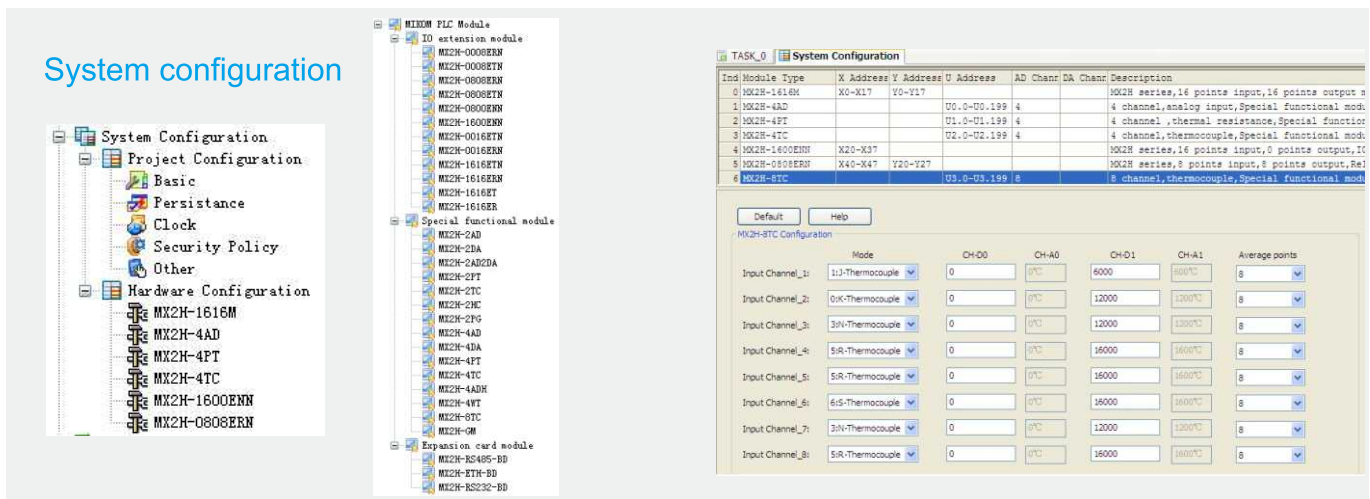 System configuration
System Configuration
Project Configuration
Basic
Persistance
Clock
Security Policy
Other
Hardware Configuration
MX2H-1616M
MX2H-4AD
MX2H-4PT
MX2H-4TC
MX2H-1600ENN
MX2H-0808ERN
MIKOM PLC Module
IO extension module
MX2H-0008ERN
MX2H-0008ETN
MX2H-0808ERN
MX2H-0808ETN
MX2H-0800ENN
MX2H-1600ENN
MX2H-0016ETN
MX2H-0016ERN
MX2H-1616ETN
MX2H-1616ERN
MX2H-1616ET
MX2H-1616ER
Special functional module
MX2H-2AD
MX2H-2DA
MX2H-2AD2DA
MX2H-2PT
MX2H-2TC
MX2H-2HC
MX2H-2PG
MX2H-4AD
MX2H-4DA
MX2H-4PT
MX2H-4TC
MX2H-4ADH
MX2H-4WT
MX2H-8TC
MX2H-GM
Expansion card module
MX2H-RS485-BD
MX2H-ETH-BD
MX2H-RS232-BD
TASK_0 System Configuration
Ind Module Type X Address Y Address U Address AD Chann DA Chann Description
0 MX2H-1616M X0-X17 Y0-Y17 MX2H series,16 points input,16 points output m
1 MX2H-4AD U0.0-U0.199 4 4 channel,analog input,Special functional modu
2 MX2H-4PT U1.0-U1.199 4 4 channel ,thermal resistance,Special function
3 MX2H-4TC U2.0-U2.199 4 4 channel,thermocouple,Special functional modu
4 MX2H-1600ENN X20-X37 MX2H series,16 points input,0 points output,IO
5 MX2H-0808ERN X40-X47 Y20-Y27 MX2H series,8 points input,8 points output,Rel
6 MX2H-8TC U3.0-U3.199 8 8 channel,thermocouple,Special functional modu
Default Help
MX2H-8TC Configuration
Mode CH-D0 CH-A0 CH-D1 CH-A1 Average points
Input Channel_1: 1:J-Thermocouple 0 0℃ 6000 600℃ 8
Input Channel_2: 0:K-Thermocouple 0 0℃ 12000 1200℃ 8
Input Channel_3: 3:N-Thermocouple 0 0℃ 12000 1200℃ 8
Input Channel_4: 5:R-Thermocouple 0 0℃ 16000 1600℃ 8
Input Channel_5: 5:R-Thermocouple 0 0℃ 16000 1600℃ 8
Input Channel_6: 6:S-Thermocouple 0 0℃ 16000 1600℃ 8
Input Channel_7: 3:N-Thermocouple 0 0℃ 12000 1200℃ 8
Input Channel_8: 5:R-Thermocouple 0 0℃ 16000 1600℃ 8